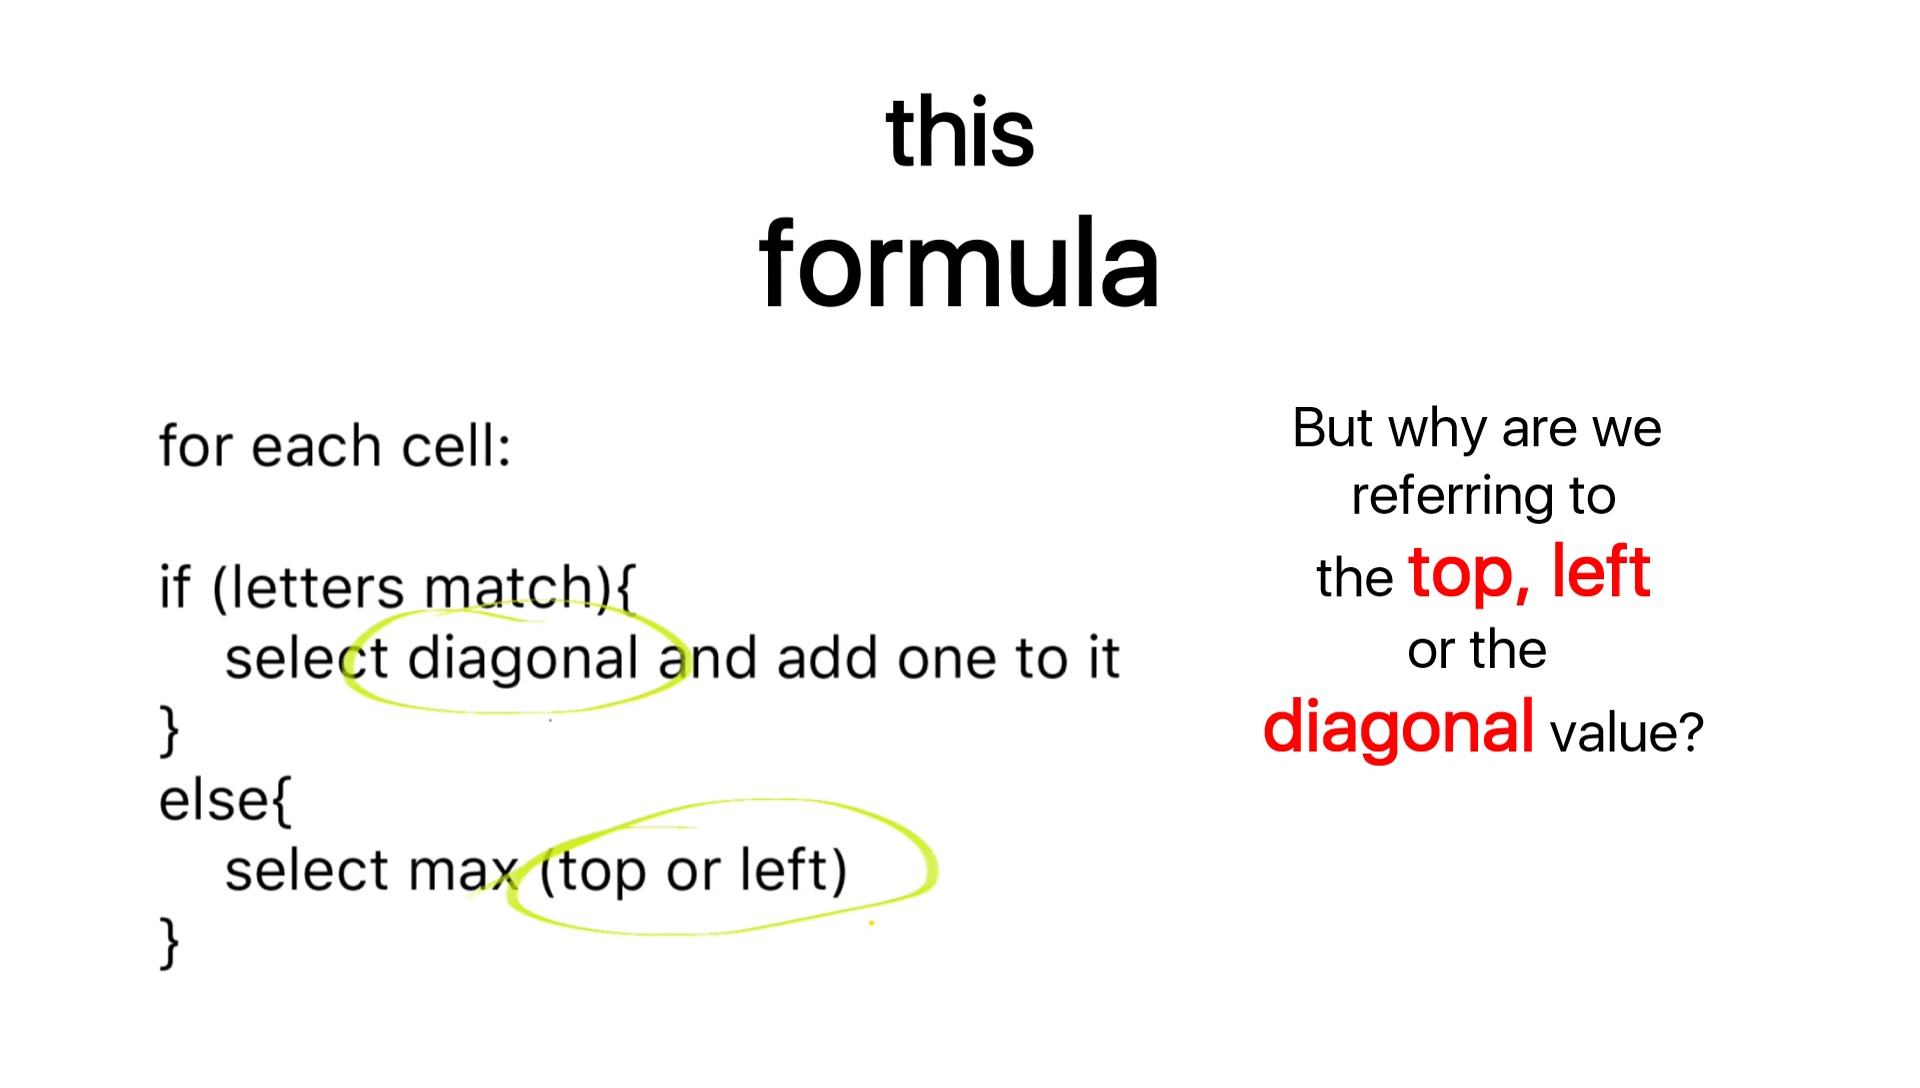 this
formula
for each cell:
if (letters match){
select diagonal and add one to it
}
else{
select max (top or left)
}
But why are we
referring to
the top, left
or the
diagonal value?